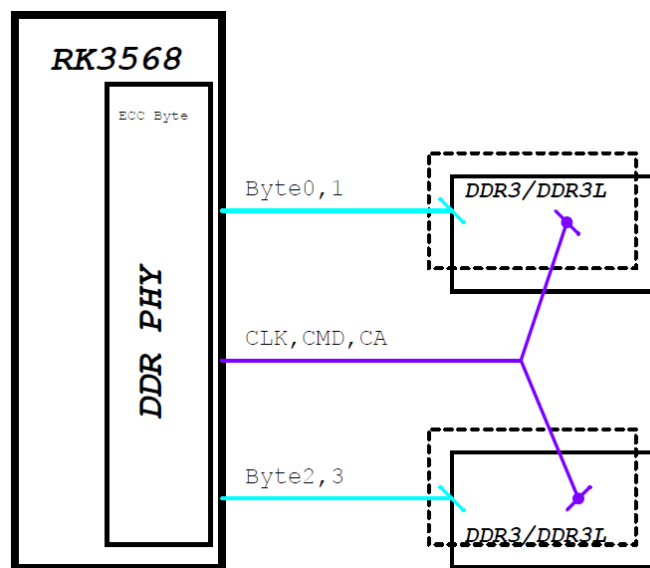 RK3568
ECC Byte
DDR PHY
Byte0,1
DDR3/DDR3L
CLK,CMD,CA
Byte2,3
DDR3/DDR3L